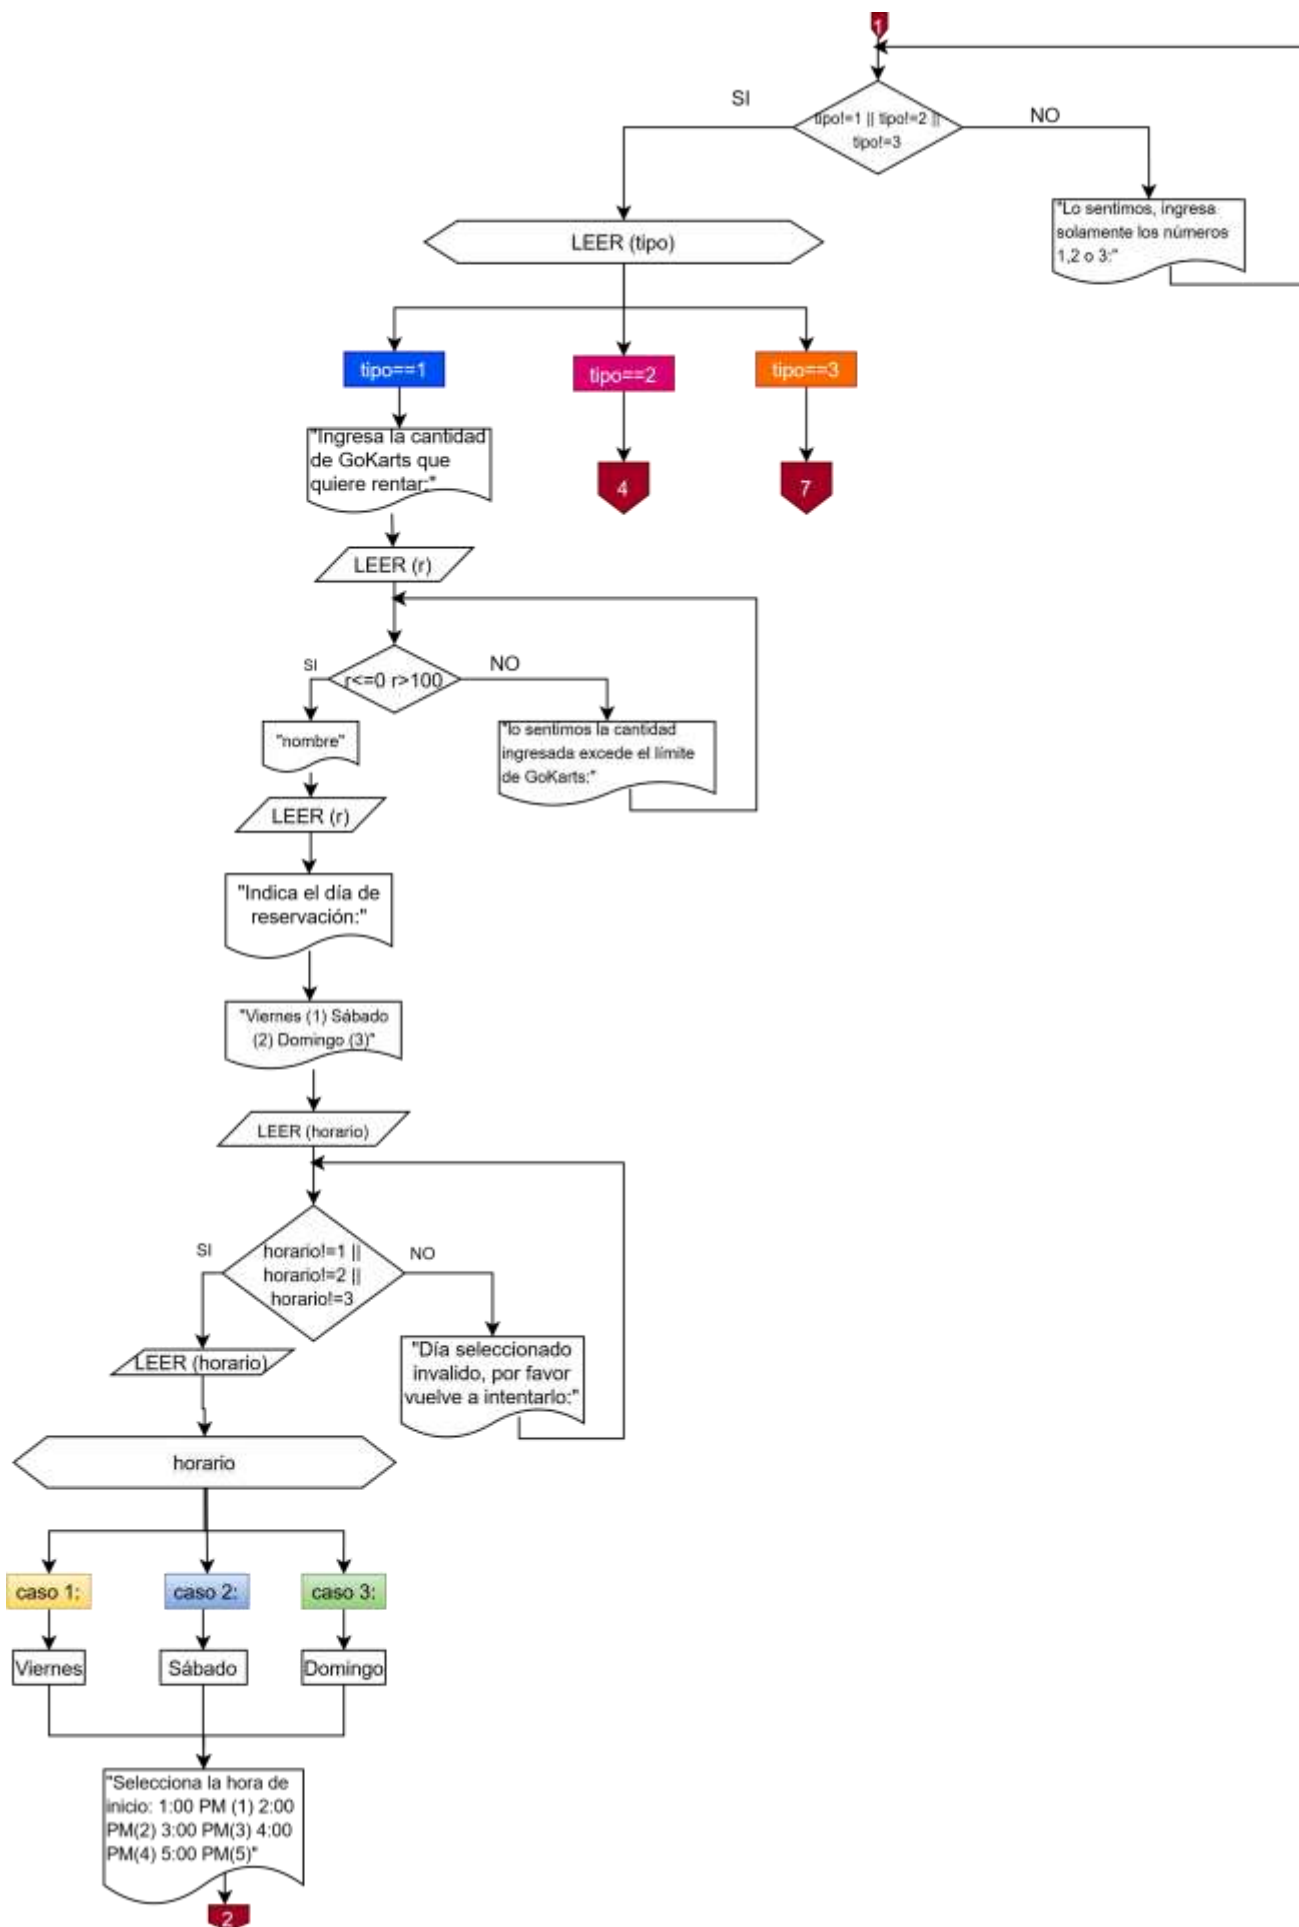 1
SI
tipo!=1 || tipo!=2 ||
tipo!=3
NO
"Lo sentimos, ingresa
solamente los números
1,2 o 3:"
LEER (tipo)
tipo==1
tipo==2
tipo==3
"Ingresa la cantidad
de GoKarts que
quiere rentar:"
4
7
LEER (r)
SI
r<=0 r>100
NO
"nombre"
"lo sentimos la cantidad
ingresada excede el límite
de GoKarts:"
LEER (r)
"Indica el día de
reservación:"
"Viernes (1) Sábado
(2) Domingo (3)"
LEER (horario)
SI
horario!=1 ||
horario!=2 ||
horario!=3
NO
LEER (horario)
"Día seleccionado
invalido, por favor
vuelve a intentarlo:"
horario
caso 1:
caso 2:
caso 3:
Viernes
Sábado
Domingo
"Selecciona la hora de
inicio: 1:00 PM (1) 2:00
PM(2) 3:00 PM(3) 4:00
PM(4) 5:00 PM(5)"
2